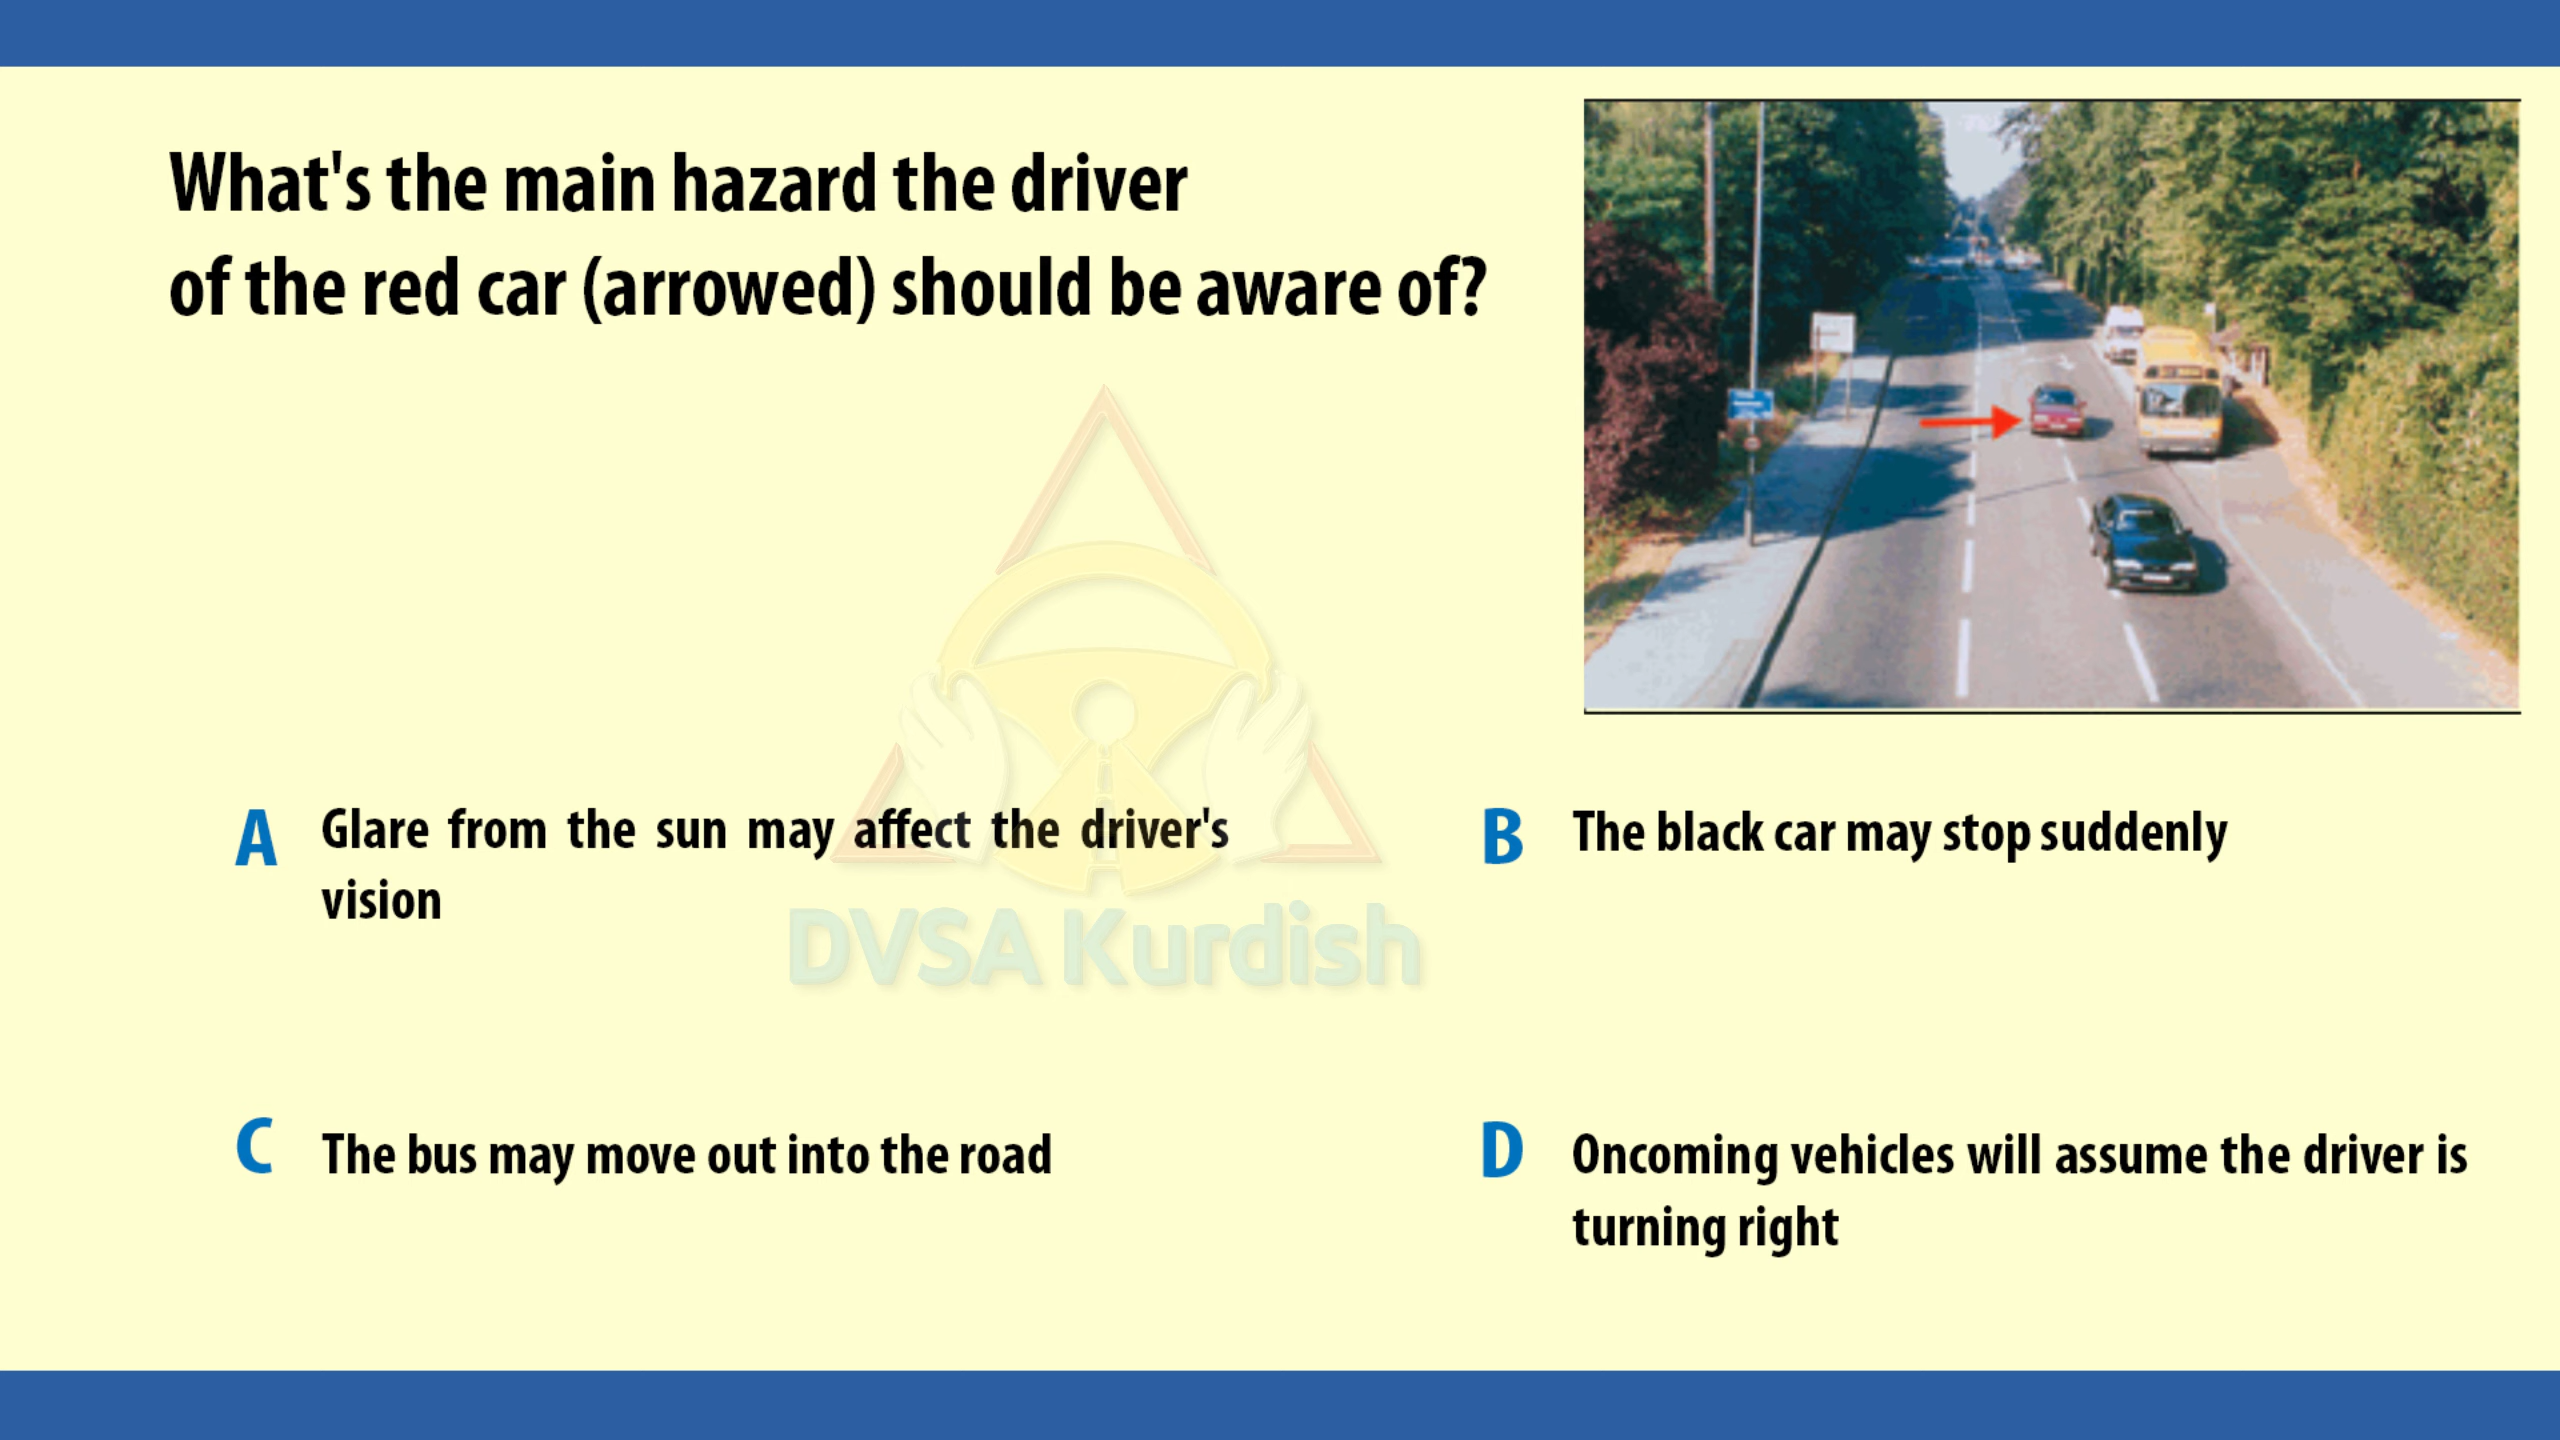 What's the main hazard the driver
of the red car (arrowed) should be aware of?
A Glare from the sun may affect the driver's
vision
B The black car may stop suddenly
DVSA Kurdish
C The bus may move out into the road
D Oncoming vehicles will assume the driver is
turning right